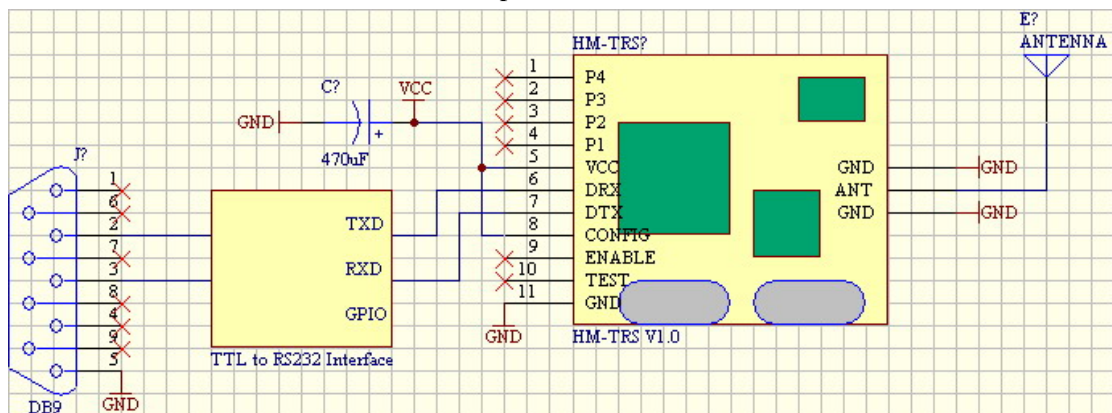 E?
ANTENNA
HM-TRS?
C?
VCC
GND
470uF
1 P4
2 P3
3 P2
4 P1
5 VCC
6 DRX
7 DTX
8 CONFIG
9 ENABLE
10 TEST
11 GND
GND
GND
ANT
GND
GND
GND
HM-TRS V1.0
J?
1
6
2
7
3
8
4
9
5
TXD
RXD
GPIO
TTL to RS232 Interface
DB9
GND